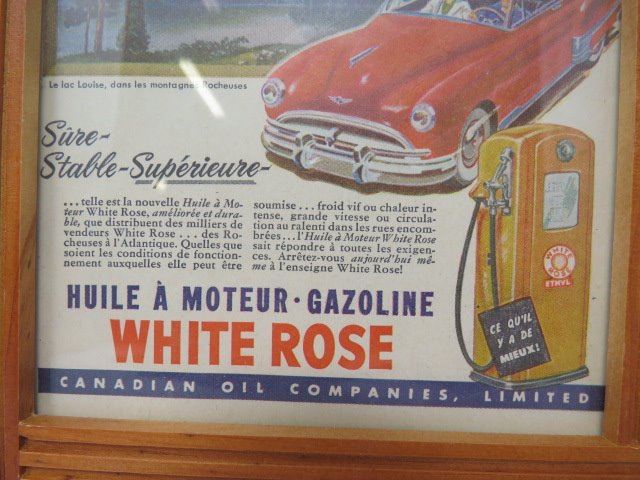 Le lac Louise, dans les montagnes Rocheuses
Sûre-
Stable-Supérieure-
...telle est la nouvelle Huile à Mo-
teur White Rose, améliorée et dura-
ble, que distribuent des milliers de
vendeurs White Rose ... des Ro-
cheuses à l'Atlantique. Quelles que
soient les conditions de fonction-
nement auxquelles elle peut être
soumise ... froid vif ou chaleur in-
tense, grande vitesse ou circula-
tion au ralenti dans les rues encom-
brées...l'Huile à Moteur White Rose
sait répondre à toutes les exigen-
ces. Arrêtez-vous aujourd'hui mê-
me à l'enseigne White Rose!
WHITE
ROSE
ETHYL
CE QU'IL
Y A DE
MIEUX!
HUILE À MOTEUR · GAZOLINE
WHITE ROSE
CANADIAN OIL COMPANIES, LIMITED